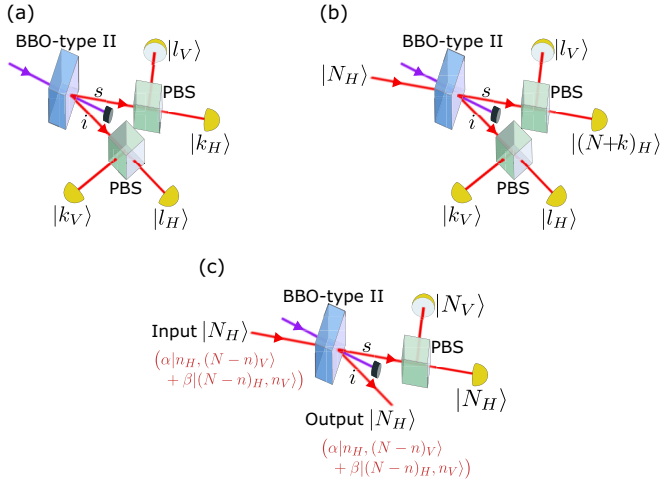 (a)
BBO-type II
|l_V⟩
PBS
s
i
|k_H⟩
PBS
|k_V⟩
|l_H⟩
(b)
BBO-type II
|l_V⟩
|N_H⟩
PBS
s
i
|(N+k)_H⟩
PBS
|k_V⟩
|l_H⟩
(c)
BBO-type II
|N_V⟩
Input |N_H⟩
PBS
s
i
(α|n_H, (N − n)_V⟩
+ β|(N − n)_H, n_V⟩)
|N_H⟩
Output |N_H⟩
(α|n_H, (N − n)_V⟩
+ β|(N − n)_H, n_V⟩)